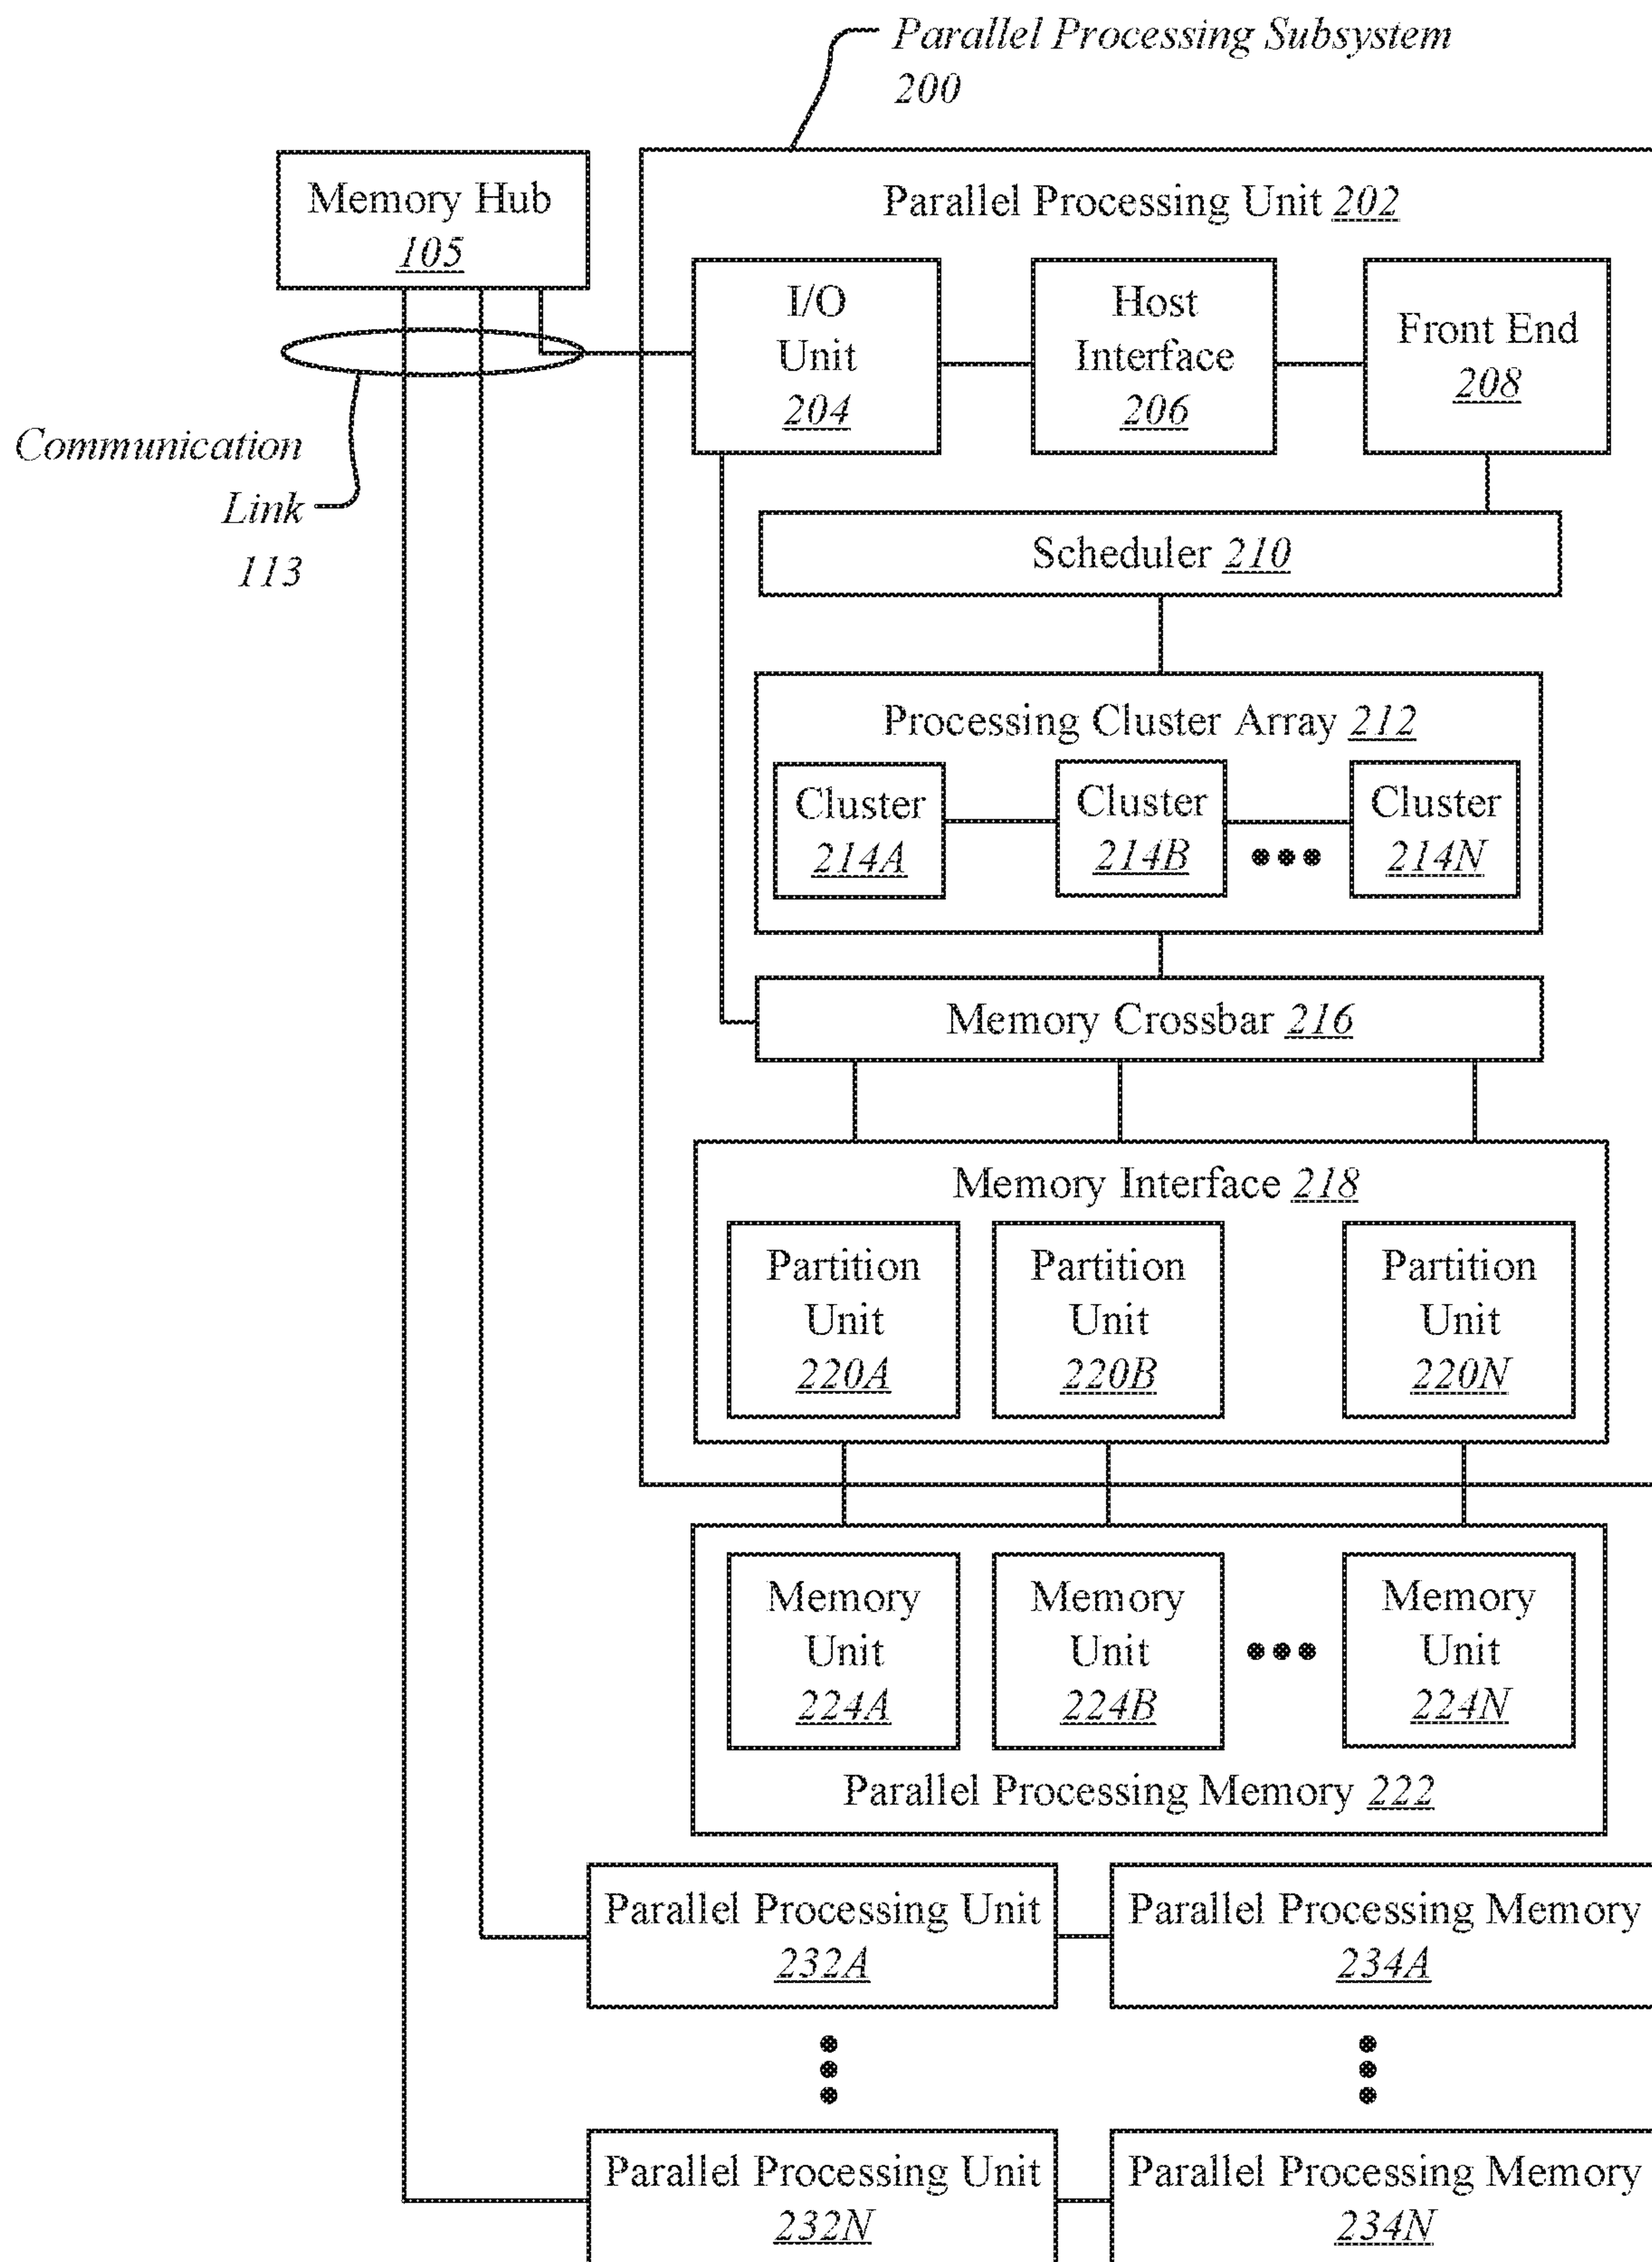 Parallel Processing Subsystem
200
Memory Hub
105
Parallel Processing Unit 202
I/O
Unit
204
Host
Interface
206
Front End
208
Communication
Link
113
Scheduler 210
Processing Cluster Array 212
Cluster
214A
Cluster
214B
Cluster
214N
Memory Crossbar 216
Memory Interface 218
Partition
Unit
220A
Partition
Unit
220B
Partition
Unit
220N
Memory
Unit
224A
Memory
Unit
224B
Memory
Unit
224N
Parallel Processing Memory 222
Parallel Processing Unit
232A
Parallel Processing Memory
234A
Parallel Processing Unit
232N
Parallel Processing Memory
234N